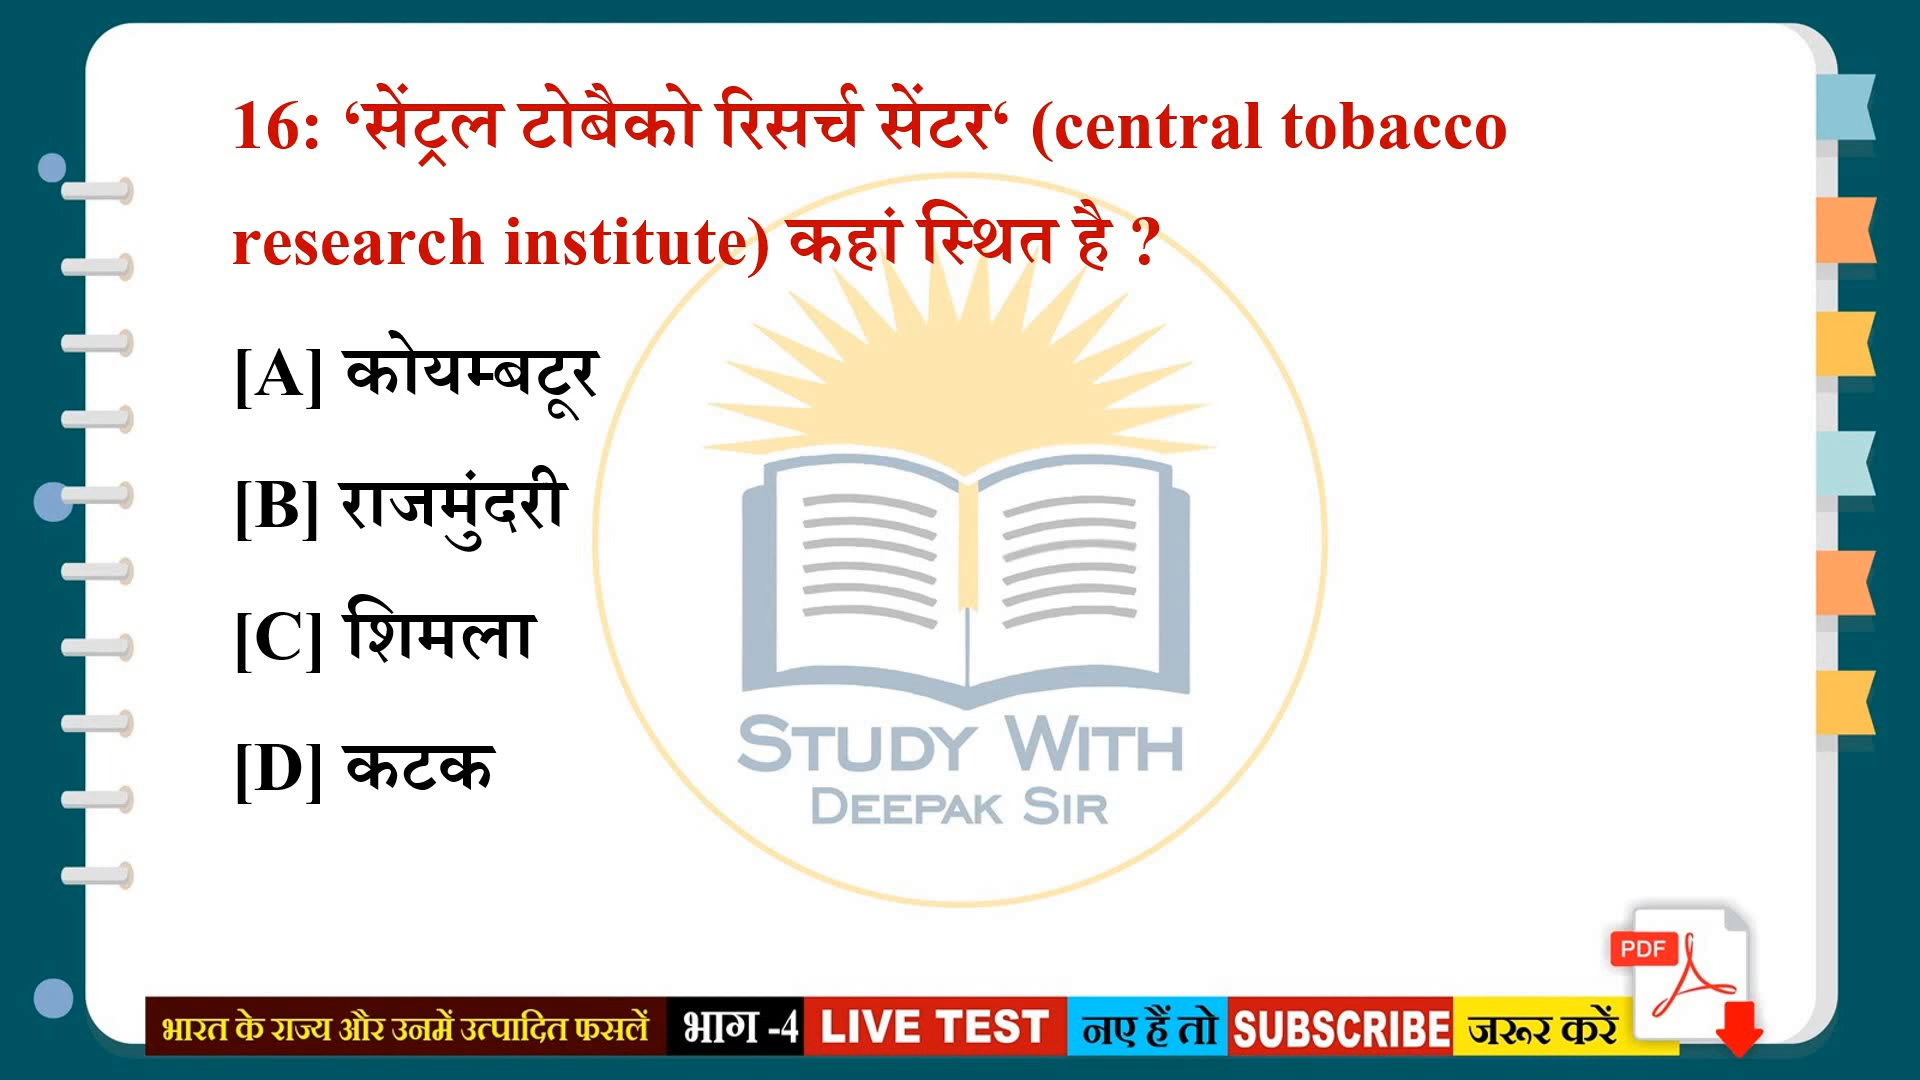 16: ‘सेंट्रल टोबैको रिसर्च सेंटर‘ (central tobacco
research institute) कहां स्थित है ?
[A] कोयम्बटूर
[B] राजमुंदरी
[C] शिमला
[D] कटक
STUDY WITH
DEEPAK SIR
PDF
भारत के राज्य और उनमें उत्पादित फसलें भाग -4 LIVE TEST नए हैं तो SUBSCRIBE जरूर करें